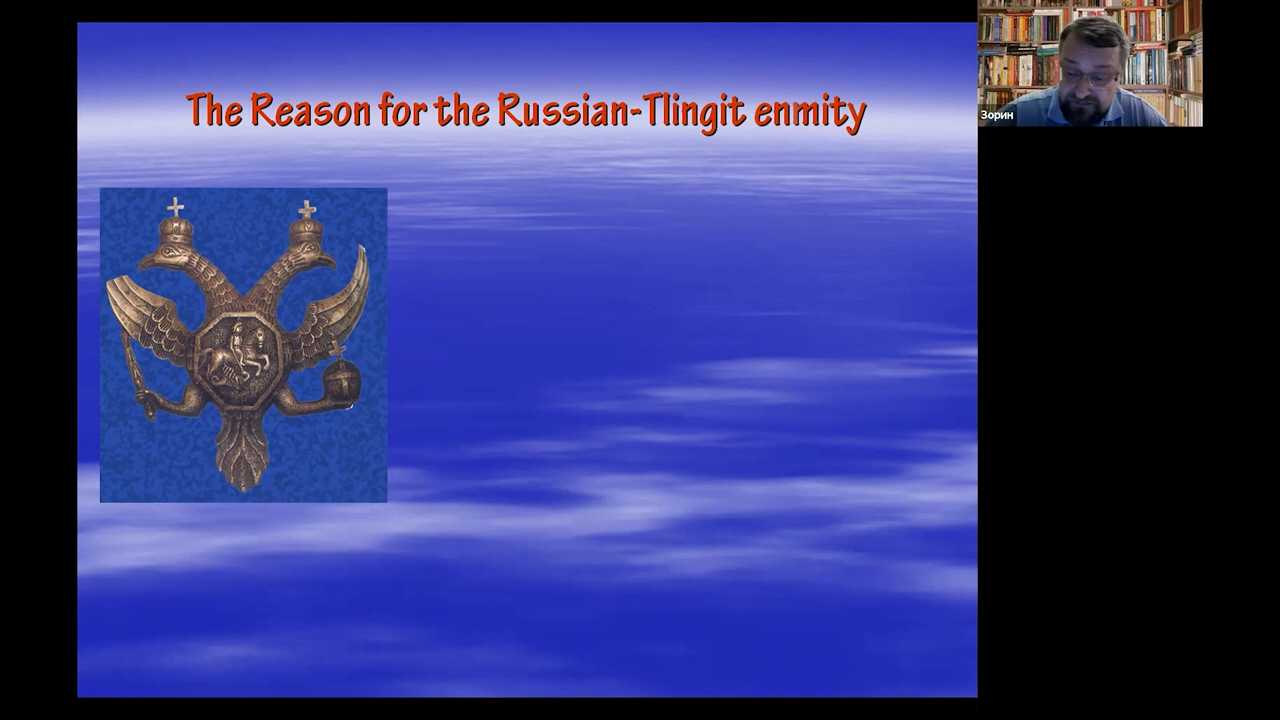 The Reason for the Russian-Tlingit enmity
Зорин